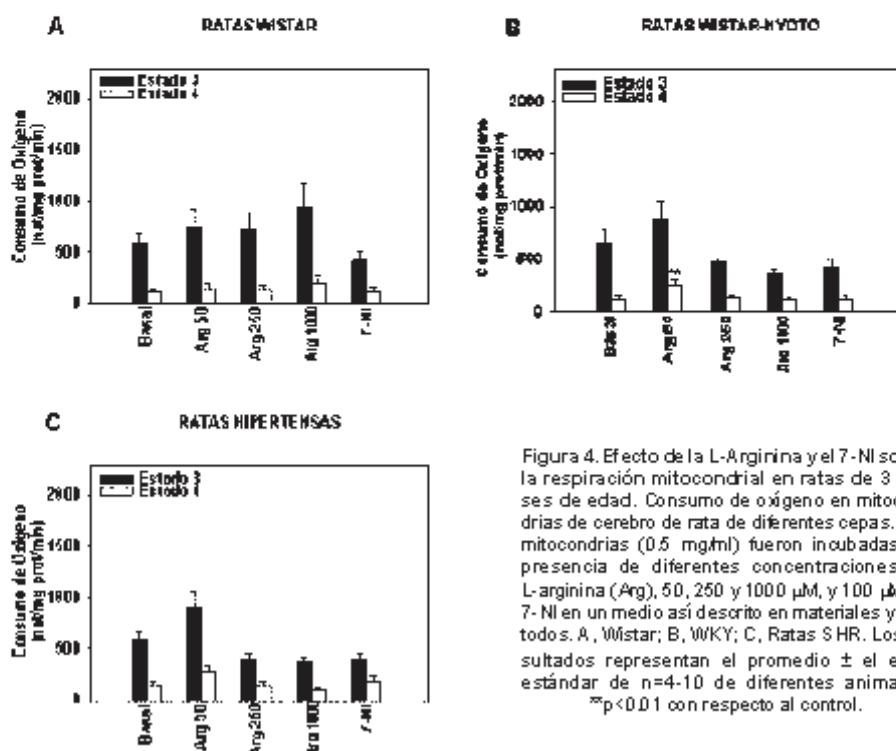 A
RATAS WISTAR
Estado 3
Estado 4
Consumo de Oxígeno
(nat/mg prot/min)
2000
1500
1000
500
0
Basal
Arg 50
Arg 250
Arg 1000
7-NI
B
RATAS WISTAR-KYOTO
Estado 3
Estado 4
Consumo de Oxígeno
(nat/mg prot/min)
2000
1500
1000
500
0
Basal
Arg 50
**
Arg 250
Arg 1000
7-NI
C
RATAS HIPERTENSAS
Estado 3
Estado 4
Consumo de Oxígeno
(nat/mg prot/min)
2000
1500
1000
500
0
Basal
Arg 50
Arg 250
Arg 1000
7-NI
Figura 4. Efecto de la L-Arginina y el 7-NI so
la respiración mitocondrial en ratas de 3
ses de edad. Consumo de oxígeno en mitoc
drias de cerebro de rata de diferentes cepas.
mitocondrias (0.5 mg/ml) fueron incubadas
presencia de diferentes concentraciones
L-arginina (Arg), 50, 250 y 1000 µM, y 100 µM
7-NI en un medio así descrito en materiales y
todos. A, Wistar; B, WKY; C, Ratas SHR. Los
sultados representan el promedio ± el e
estándar de n=4-10 de diferentes anima
**p<0.01 con respecto al control.